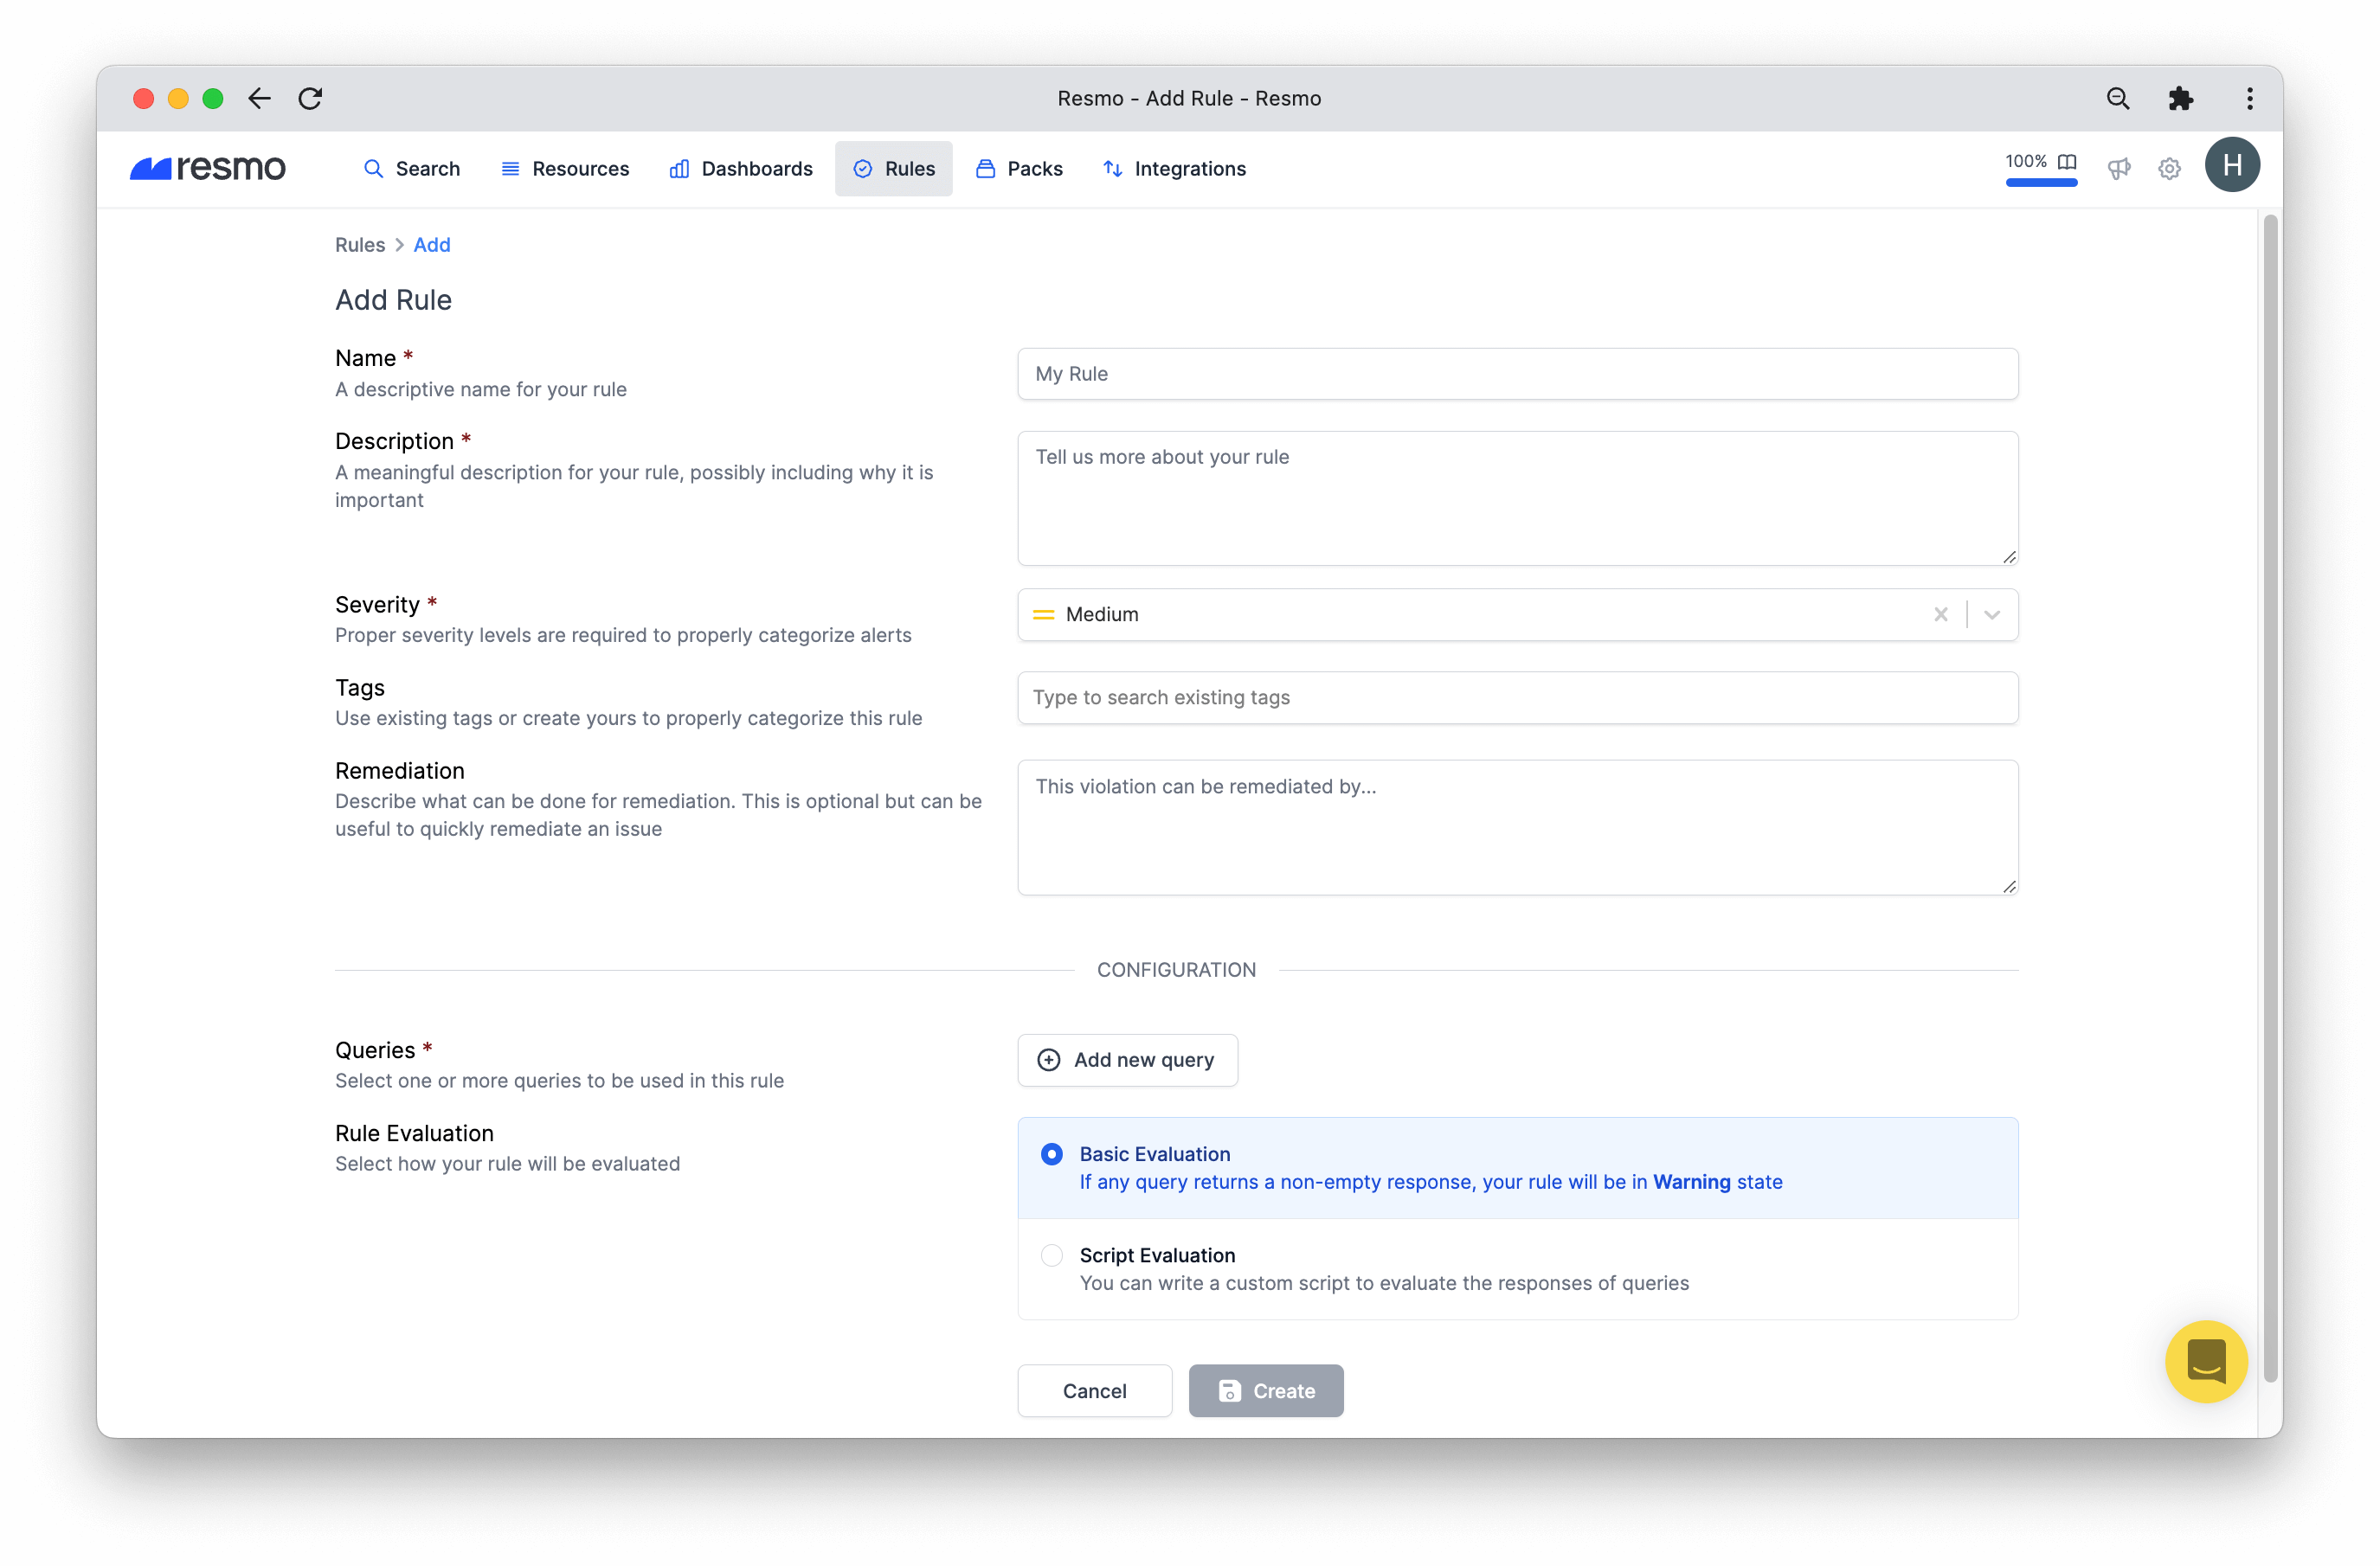 Resmo - Add Rule - Resmo
resmo
Search
Resources
Dashboards
Rules
Packs
Integrations
100%
H
Rules > Add
Add Rule
Name *
A descriptive name for your rule
My Rule
Description *
A meaningful description for your rule, possibly including why it is
important
Tell us more about your rule
Severity *
Proper severity levels are required to properly categorize alerts
Medium
Tags
Use existing tags or create yours to properly categorize this rule
Type to search existing tags
Remediation
Describe what can be done for remediation. This is optional but can be
useful to quickly remediate an issue
This violation can be remediated by...
CONFIGURATION
Queries *
Select one or more queries to be used in this rule
Add new query
Rule Evaluation
Select how your rule will be evaluated
Basic Evaluation
If any query returns a non-empty response, your rule will be in Warning state
Script Evaluation
You can write a custom script to evaluate the responses of queries
Cancel
Create